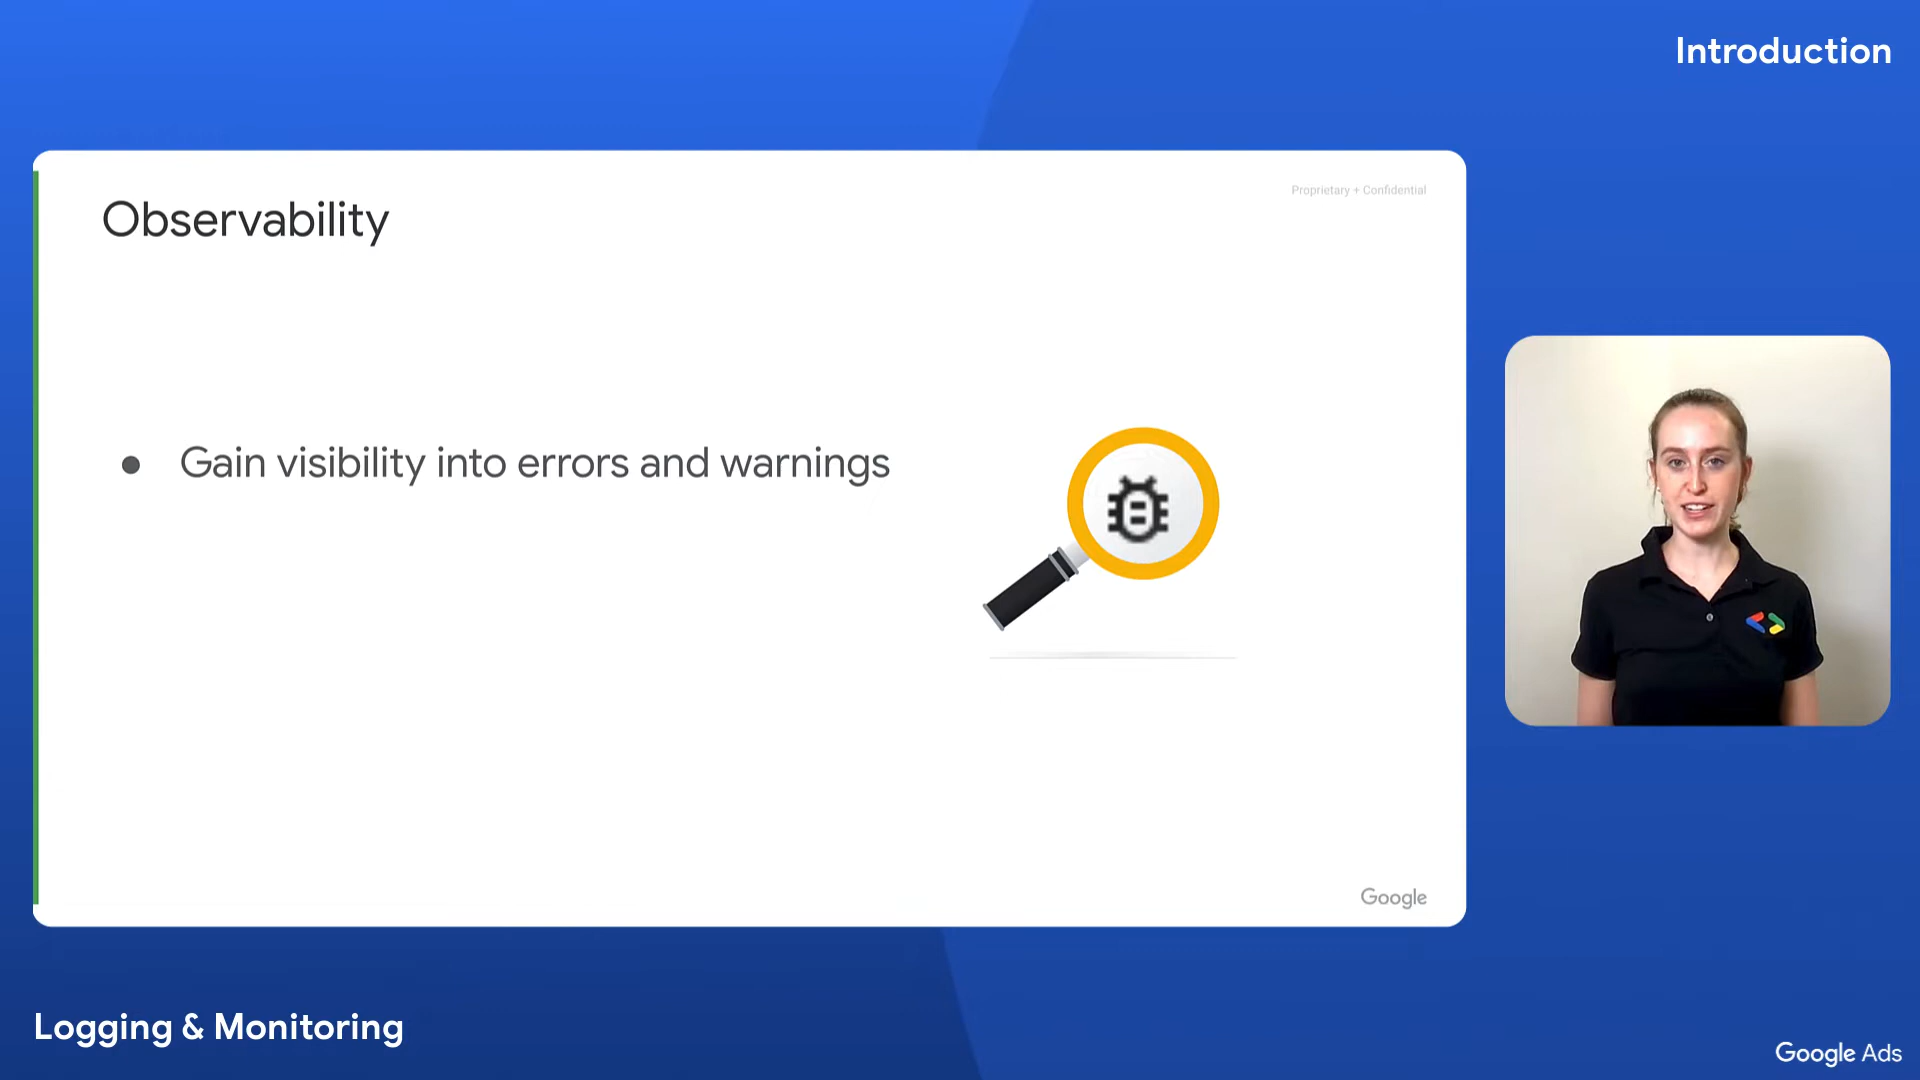 Introduction
Proprietary + Confidential
Observability
● Gain visibility into errors and warnings
Google
Logging & Monitoring
Google Ads